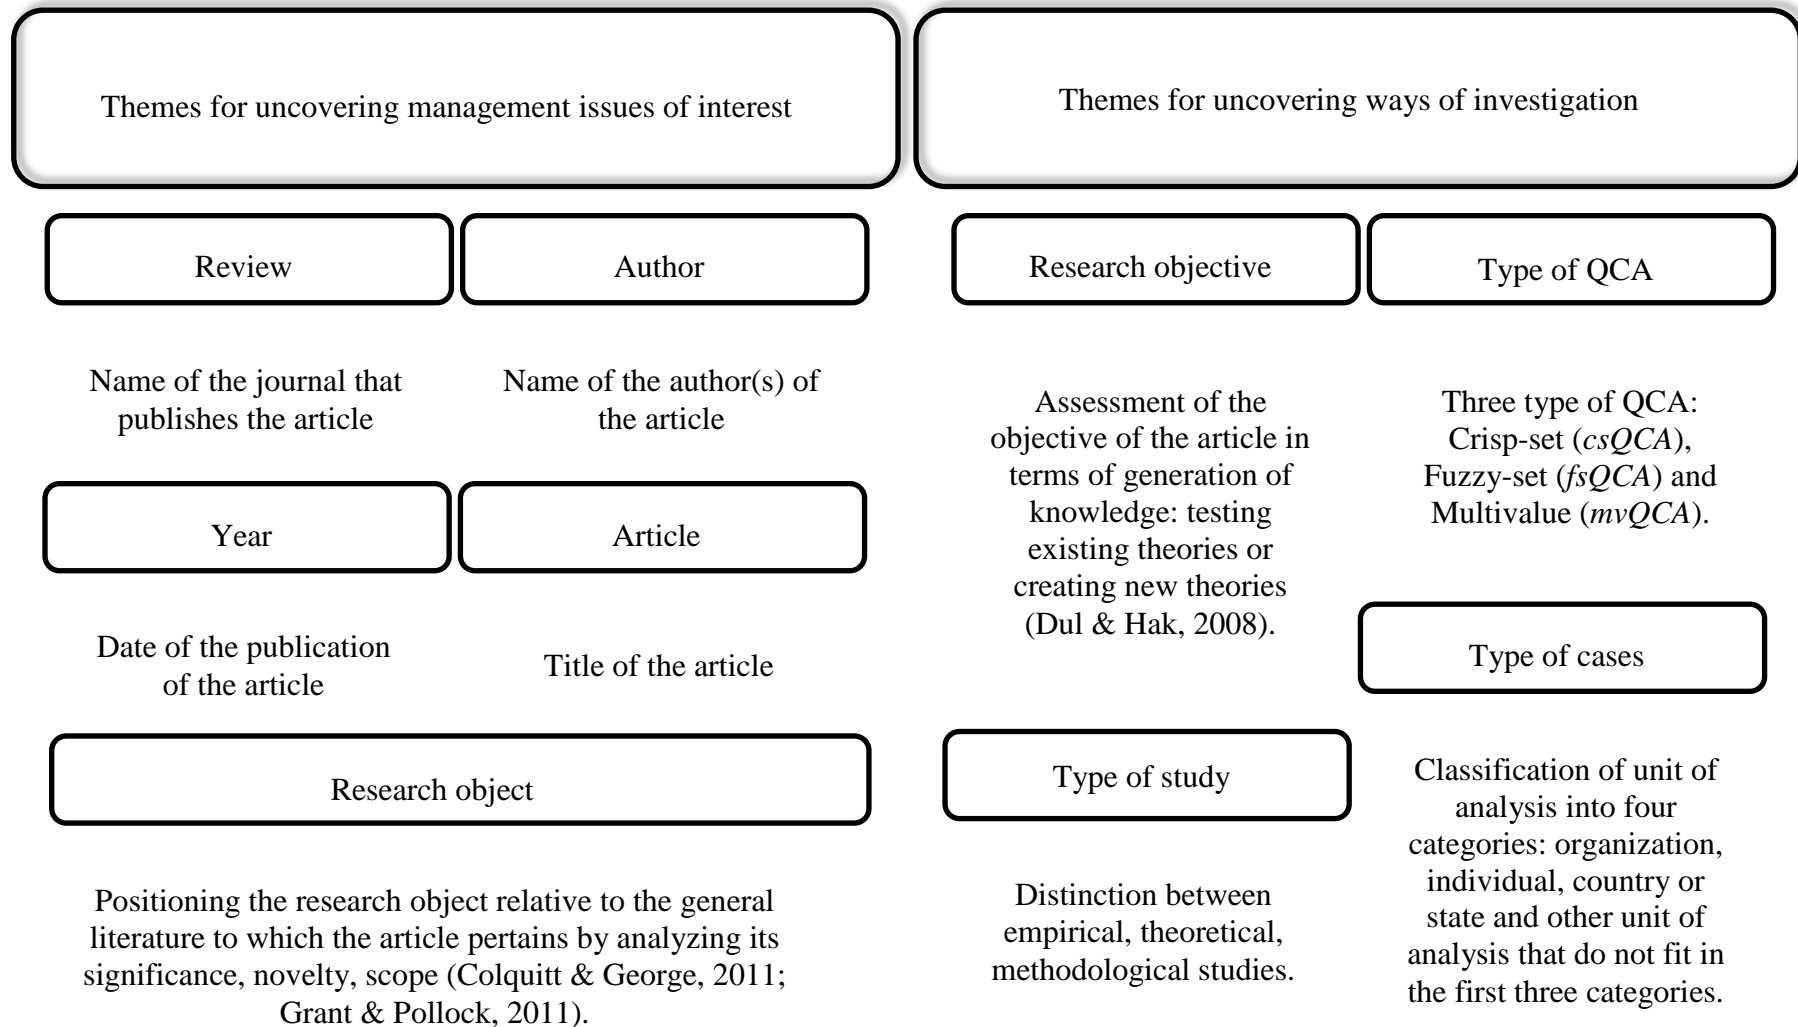 Themes for uncovering management issues of interest
Review
Author
Name of the journal that
publishes the article
Name of the author(s) of
the article
Year
Article
Date of the publication
of the article
Title of the article
Research object
Positioning the research object relative to the general
literature to which the article pertains by analyzing its
significance, novelty, scope (Colquitt & George, 2011;
Grant & Pollock, 2011).
Themes for uncovering ways of investigation
Research objective
Assessment of the
objective of the article in
terms of generation of
knowledge: testing
existing theories or
creating new theories
(Dul & Hak, 2008).
Type of study
Distinction between
empirical, theoretical,
methodological studies.
Type of QCA
Three type of QCA:
Crisp-set (csQCA),
Fuzzy-set (fsQCA) and
Multivalue (mvQCA).
Type of cases
Classification of unit of
analysis into four
categories: organization,
individual, country or
state and other unit of
analysis that do not fit in
the first three categories.